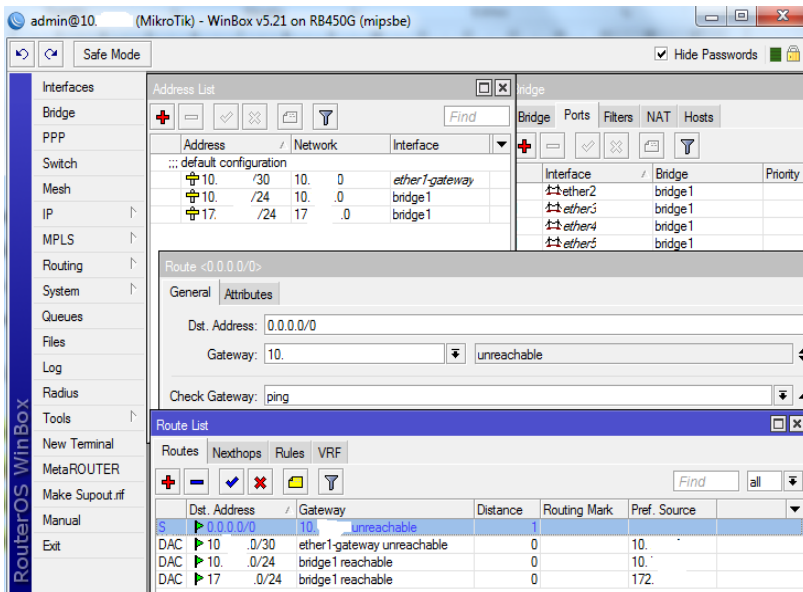 admin@10. (MikroTik) - WinBox v5.21 on RB450G (mipsbe)
Safe Mode
Hide Passwords
RouterOS WinBox
Interfaces
Bridge
PPP
Switch
Mesh
IP
MPLS
Routing
System
Queues
Files
Log
Radius
Tools
New Terminal
MetaROUTER
Make Supout.rif
Manual
Exit
Address List
Find
Address / Network Interface
;;; default configuration
10. /30 10. 0 ether1-gateway
10. /24 10. .0 bridge1
17. /24 17 .0 bridge1
Bridge Ports Filters NAT Hosts
Interface / Bridge Priority
ether2 bridge1
ether3 bridge1
ether4 bridge1
ether5 bridge1
Route <0.0.0.0/0>
General Attributes
Dst. Address: 0.0.0.0/0
Gateway: 10. unreachable
Check Gateway: ping
Route List
Routes Nexthops Rules VRF
Find all
Dst. Address / Gateway Distance Routing Mark Pref. Source
S 0.0.0.0/0 10. unreachable 1
DAC 10 .0/30 ether1-gateway unreachable 0 10.
DAC 10. .0/24 bridge1 reachable 0 10.
DAC 17 .0/24 bridge1 reachable 0 172.